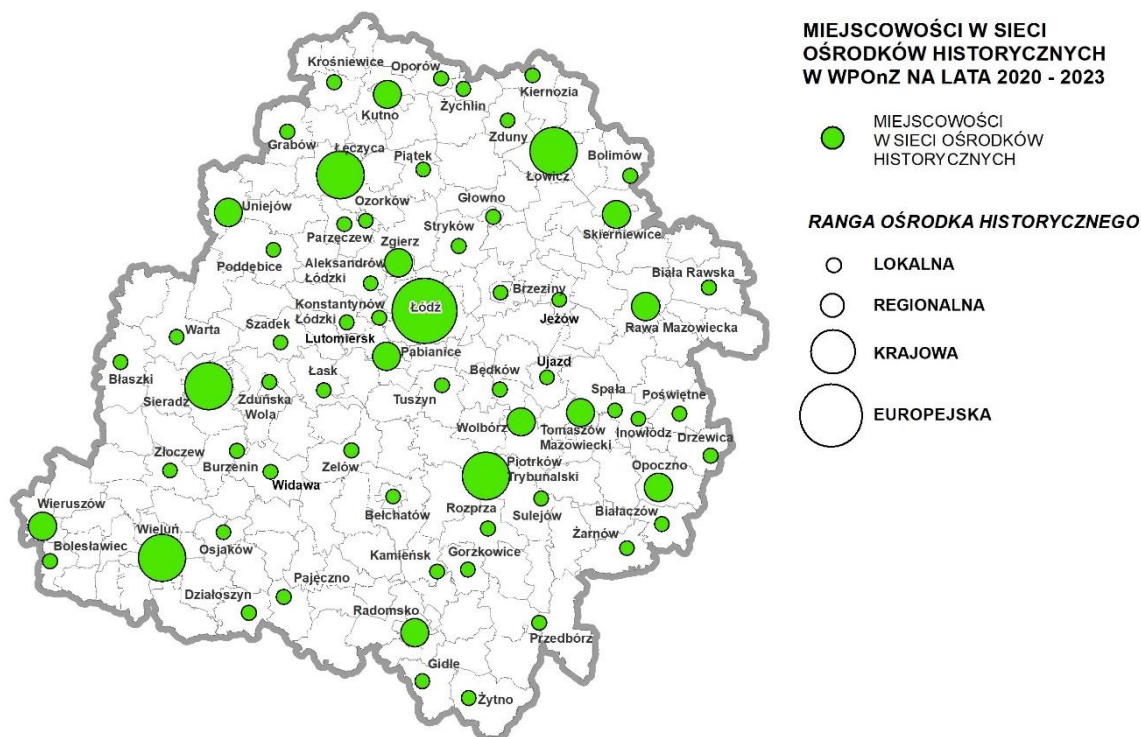 MIEJSCOWOŚCI W SIECI
OŚRODKÓW HISTORYCZNYCH
W WPOnZ NA LATA 2020 - 2023
MIEJSCOWOŚCI
W SIECI OŚRODKÓW
HISTORYCZNYCH
RANGA OŚRODKA HISTORYCZNEGO
LOKALNA
REGIONALNA
KRAJOWA
EUROPEJSKA
Krośniewice
Oporów
Kiernozia
Żychlin
Kutno
Zduny
Grabów
Łęczyca
Piątek
Bolimów
Łowicz
Ozorków
Głowno
Uniejów
Stryków
Skierniewice
Parzęczew
Zgierz
Poddębice
Aleksandrów
Łódzki
Biała Rawska
Brzeziny
Konstantynów
Łódzki
Łódź
Jeżów
Rawa Mazowiecka
Warta
Szadek
Lutomiersk
Pabianice
Ujazd
Błaszki
Łask
Będków
Sieradz
Zduńska
Wola
Tuszyn
Spała
Poświętne
Wolbórz
Tomaszów
Mazowiecki
Inowłódz
Drzewica
Złoczew
Burzenin
Zelów
Piotrków
Trybunalski
Opoczno
Widawa
Wieruszów
Bełchatów
Rozprza
Sulejów
Białaczów
Wieluń
Osjaków
Żarnów
Bolesławiec
Kamieńsk
Gorzkowice
Pajęczno
Działoszyn
Radomsko
Przedbórz
Gidle
Żytno